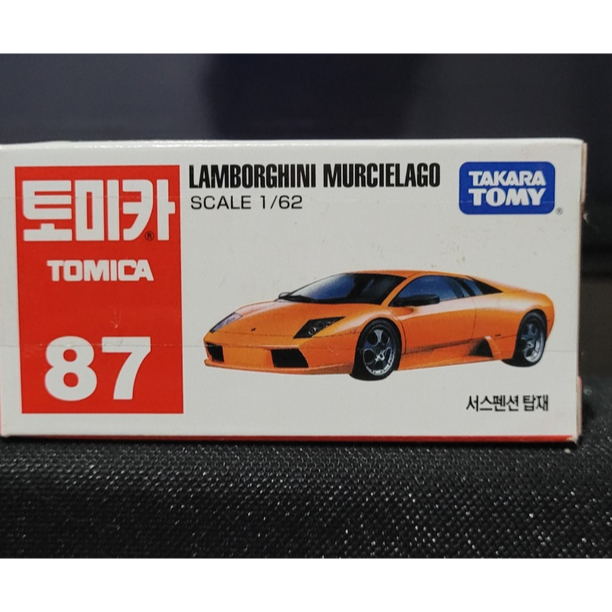 토미카®
TOMICA
87
LAMBORGHINI MURCIELAGO
SCALE 1/62
TAKARA
TOMY®
서스펜션 탑재